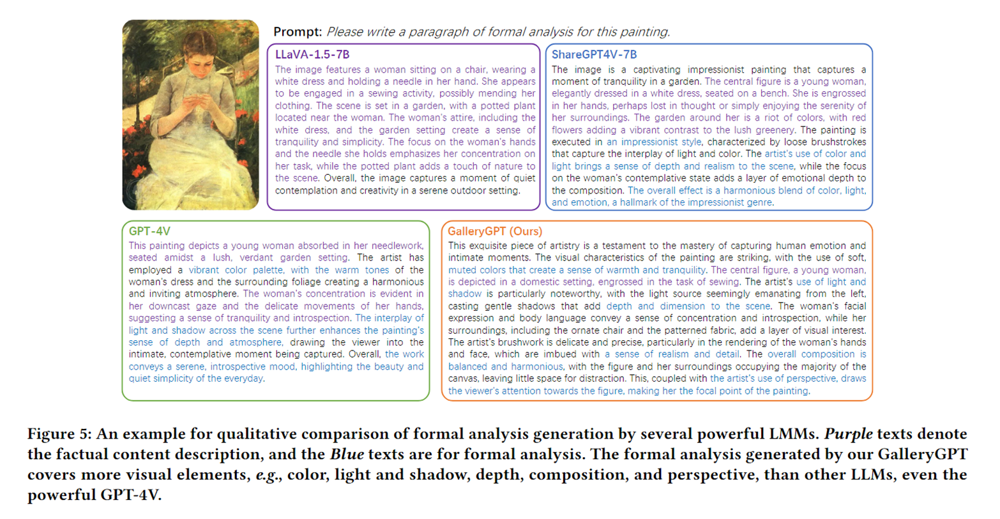 Prompt: Please write a paragraph of formal analysis for this painting.
LLaVA-1.5-7B
The image features a woman sitting on a chair, wearing a
white dress and holding a needle in her hand. She appears
to be engaged in a sewing activity, possibly mending her
clothing. The scene is set in a garden, with a potted plant
located near the woman. The woman's attire, including the
white dress, and the garden setting create a sense of
tranquility and simplicity. The focus on the woman's hands
and the needle she holds emphasizes her concentration on
her task, while the potted plant adds a touch of nature to
the scene. Overall, the image captures a moment of quiet
contemplation and creativity in a serene outdoor setting.
ShareGPT4V-7B
The image is a captivating impressionist painting that captures a
moment of tranquility in a garden. The central figure is a young woman,
elegantly dressed in a white dress, seated on a bench. She is engrossed
in her hands, perhaps lost in thought or simply enjoying the serenity of
her surroundings. The garden around her is a riot of colors, with red
flowers adding a vibrant contrast to the lush greenery. The painting is
executed in an impressionist style, characterized by loose brushstrokes
that capture the interplay of light and color. The artist's use of color and
light brings a sense of depth and realism to the scene, while the focus
on the woman's contemplative state adds a layer of emotional depth to
the composition. The overall effect is a harmonious blend of color, light,
and emotion, a hallmark of the impressionist genre.
GPT-4V
This painting depicts a young woman absorbed in her needlework,
seated amidst a lush, verdant garden setting. The artist has
employed a vibrant color palette, with the warm tones of the
woman's dress and the surrounding foliage creating a harmonious
and inviting atmosphere. The woman's concentration is evident in
her downcast gaze and the delicate movements of her hands,
suggesting a sense of tranquility and introspection. The interplay of
light and shadow across the scene further enhances the painting's
sense of depth and atmosphere, drawing the viewer into the
intimate, contemplative moment being captured. Overall, the work
conveys a serene, introspective mood, highlighting the beauty and
quiet simplicity of the everyday.
GalleryGPT (Ours)
This exquisite piece of artistry is a testament to the mastery of capturing human emotion and
intimate moments. The visual characteristics of the painting are striking, with the use of soft,
muted colors that create a sense of warmth and tranquility. The central figure, a young woman,
is depicted in a domestic setting, engrossed in the task of sewing. The artist's use of light and
shadow is particularly noteworthy, with the light source seemingly emanating from the left,
casting gentle shadows that add depth and dimension to the scene. The woman's facial
expression and body language convey a sense of concentration and introspection, while her
surroundings, including the ornate chair and the patterned fabric, add a layer of visual interest.
The artist's brushwork is delicate and precise, particularly in the rendering of the woman's hands
and face, which are imbued with a sense of realism and detail. The overall composition is
balanced and harmonious, with the figure and her surroundings occupying the majority of the
canvas, leaving little space for distraction. This, coupled with the artist's use of perspective, draws
the viewer's attention towards the figure, making her the focal point of the painting.
Figure 5: An example for qualitative comparison of formal analysis generation by several powerful LMMs. Purple texts denote
the factual content description, and the Blue texts are for formal analysis. The formal analysis generated by our GalleryGPT
covers more visual elements, e.g., color, light and shadow, depth, composition, and perspective, than other LLMs, even the
powerful GPT-4V.